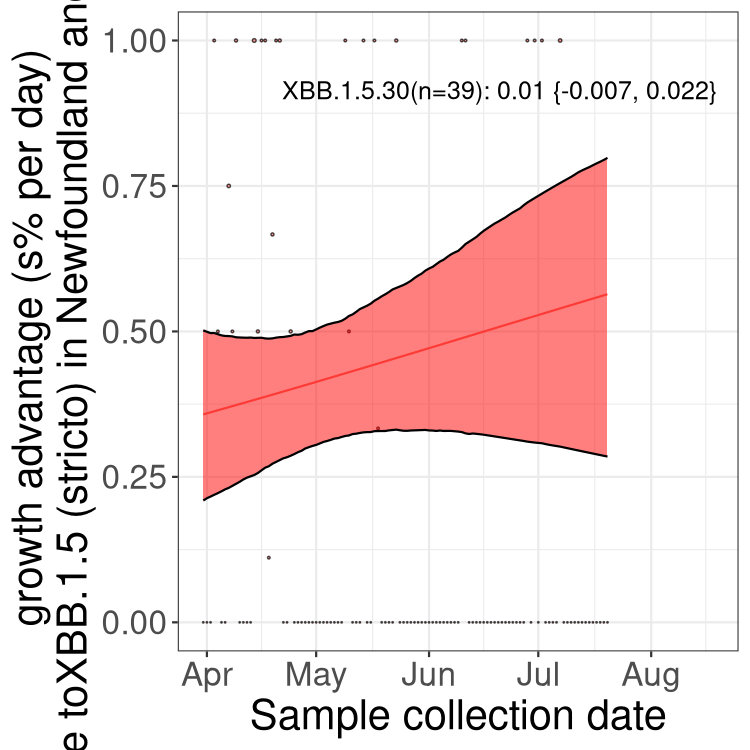 growth advantage (s% per day)
e toXBB.1.5 (stricto) in Newfoundland and
1.00
0.75
0.50
0.25
0.00
XBB.1.5.30(n=39): 0.01 {-0.007, 0.022}
Apr May Jun Jul Aug
Sample collection date